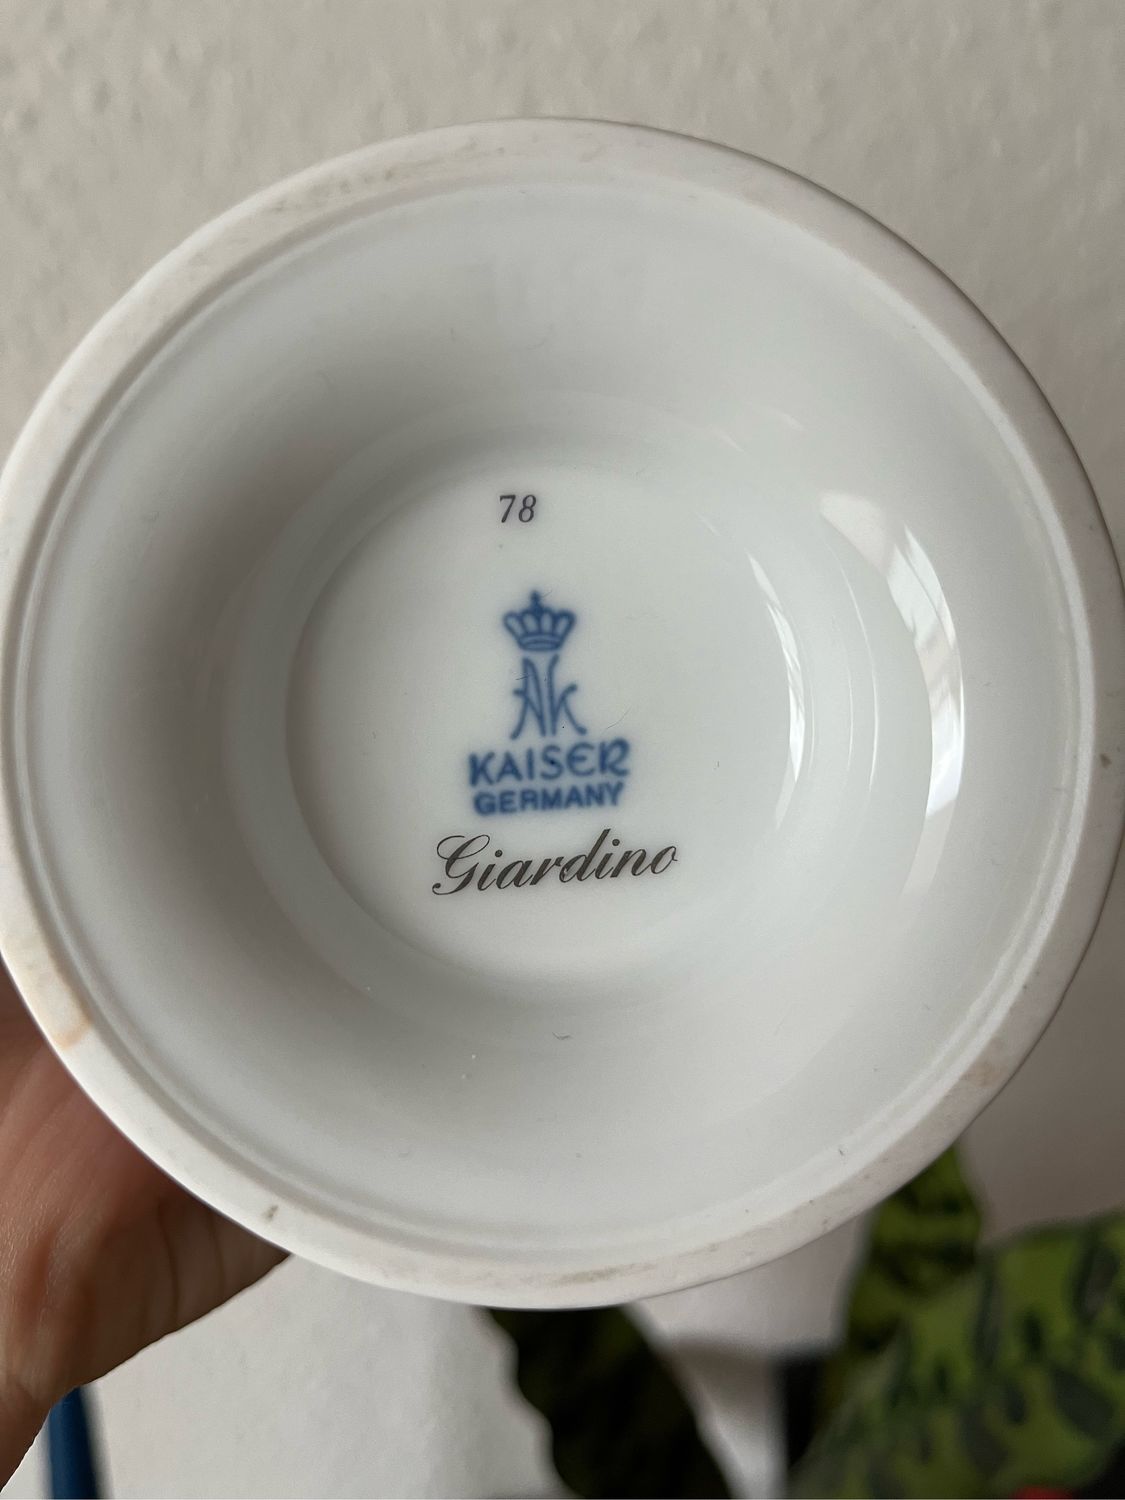 78
AK
KAISER
GERMANY
Giardino